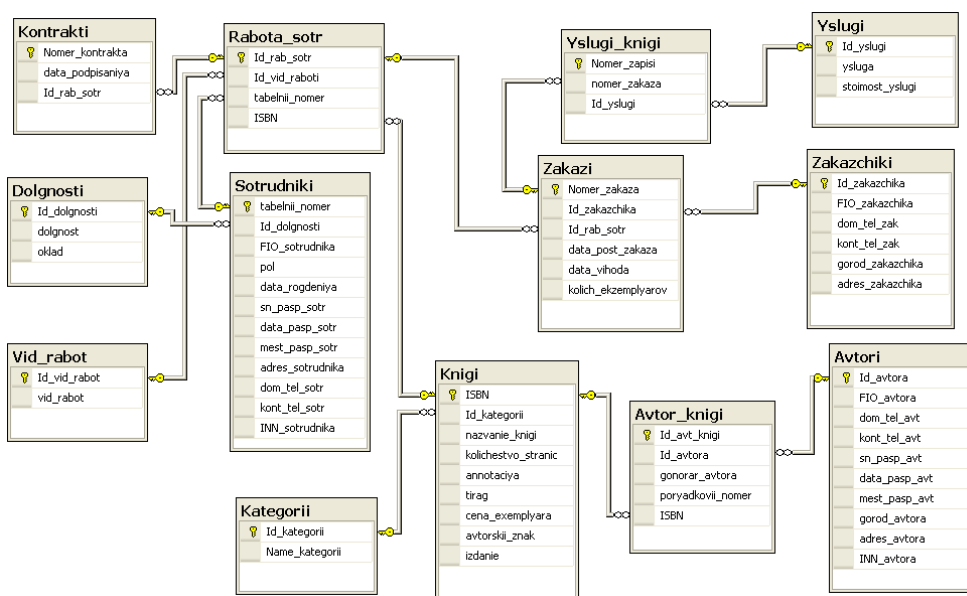 Kontrakti
Nomer_kontrakta
data_podpisaniya
Id_rab_sotr
Rabota_sotr
Id_rab_sotr
Id_vid_raboti
tabelnii_nomer
ISBN
Yslugi_knigi
Nomer_zapisi
nomer_zakaza
Id_yslugi
Yslugi
Id_yslugi
ysluga
stoimost_yslugi
Dolgnosti
Id_dolgnosti
dolgnost
oklad
Sotrudniki
tabelnii_nomer
Id_dolgnosti
FIO_sotrudnika
pol
data_rogdeniya
sn_pasp_sotr
data_pasp_sotr
mest_pasp_sotr
adres_sotrudnika
dom_tel_sotr
kont_tel_sotr
INN_sotrudnika
Zakazi
Nomer_zakaza
Id_zakazchika
Id_rab_sotr
data_post_zakaza
data_vihoda
kolich_ekzemplyarov
Zakazchiki
Id_zakazchika
FIO_zakazchika
dom_tel_zak
kont_tel_zak
gorod_zakazchika
adres_zakazchika
Vid_rabot
Id_vid_rabot
vid_rabot
Knigi
ISBN
Id_kategorii
nazvanie_knigi
kolichestvo_stranic
annotaciya
tirag
cena_exemplyara
avtorskii_znak
izdanie
Avtor_knigi
Id_avt_knigi
Id_avtora
gonorar_avtora
poryadkovii_nomer
ISBN
Avtori
Id_avtora
FIO_avtora
dom_tel_avt
kont_tel_avt
sn_pasp_avt
data_pasp_avt
mest_pasp_avt
gorod_avtora
adres_avtora
INN_avtora
Kategorii
Id_kategorii
Name_kategorii